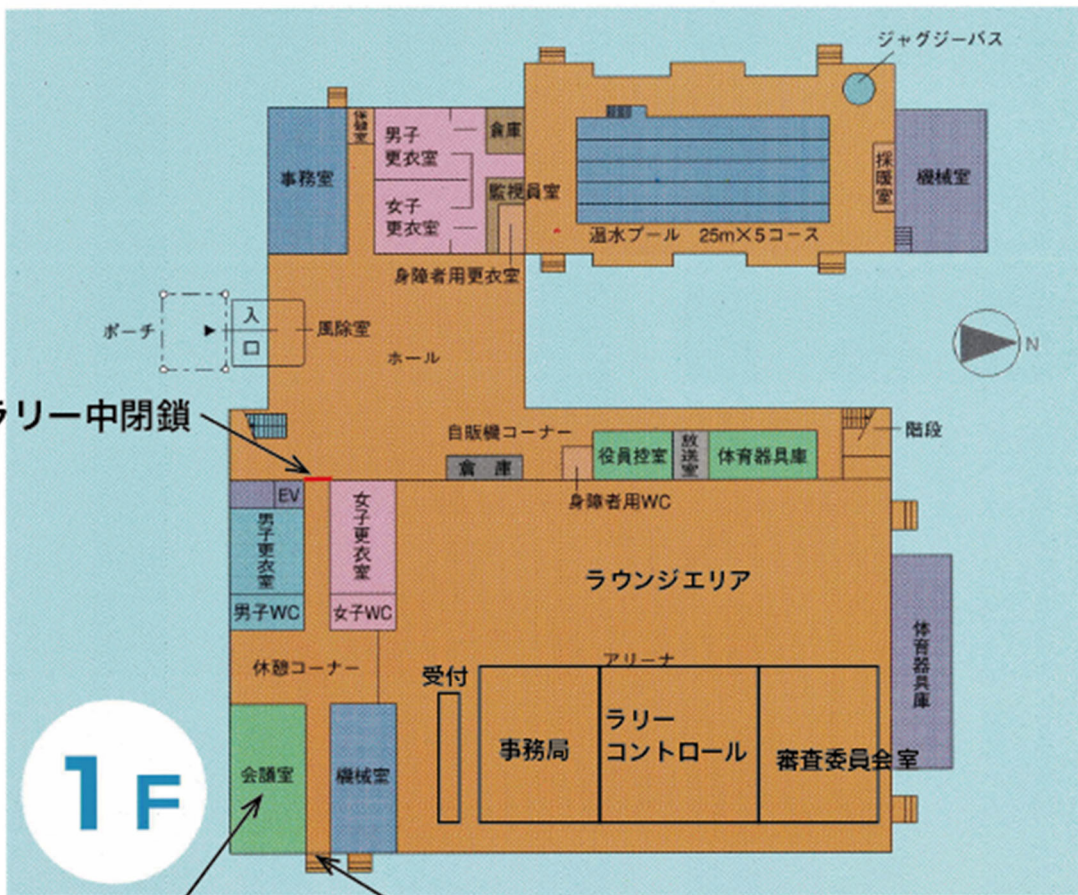 ジャグジーバス
保健室
男子
更衣室
倉庫
事務室
採暖室
機械室
監視員室
女子
更衣室
温水プール 25m×5コース
身障者用更衣室
ポーチ
入
口
風除室
ホール
N
ラリー中閉鎖
自販機コーナー
階段
倉 庫
役員控室
放送室
体育器具庫
身障者用WC
EV
男子更衣室
女子更衣室
ラウンジエリア
男子WC
女子WC
体育器具庫
休憩コーナー
アリーナ
受付
事務局
ラリー
コントロール
審査委員会室
会議室
機械室
1F